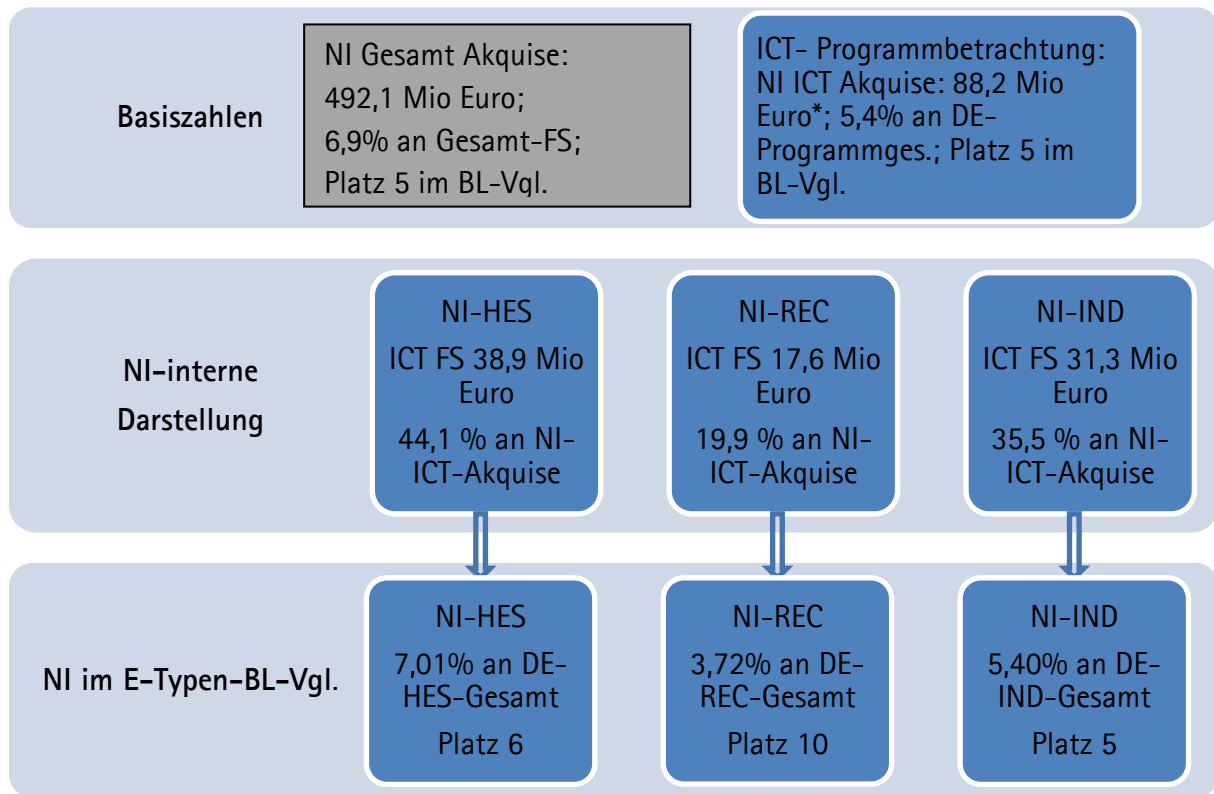 Basiszahlen
NI Gesamt Akquise:
492,1 Mio Euro;
6,9% an Gesamt-FS;
Platz 5 im BL-Vgl.
ICT- Programmbetrachtung:
NI ICT Akquise: 88,2 Mio
Euro*; 5,4% an DE-
Programmges.; Platz 5 im
BL-Vgl.
NI-interne
Darstellung
NI-HES
ICT FS 38,9 Mio
Euro
44,1 % an NI-
ICT-Akquise
NI-REC
ICT FS 17,6 Mio
Euro
19,9 % an NI-
ICT-Akquise
NI-IND
ICT FS 31,3 Mio
Euro
35,5 % an NI-
ICT-Akquise
NI im E-Typen-BL-Vgl.
NI-HES
7,01% an DE-
HES-Gesamt
Platz 6
NI-REC
3,72% an DE-
REC-Gesamt
Platz 10
NI-IND
5,40% an DE-
IND-Gesamt
Platz 5